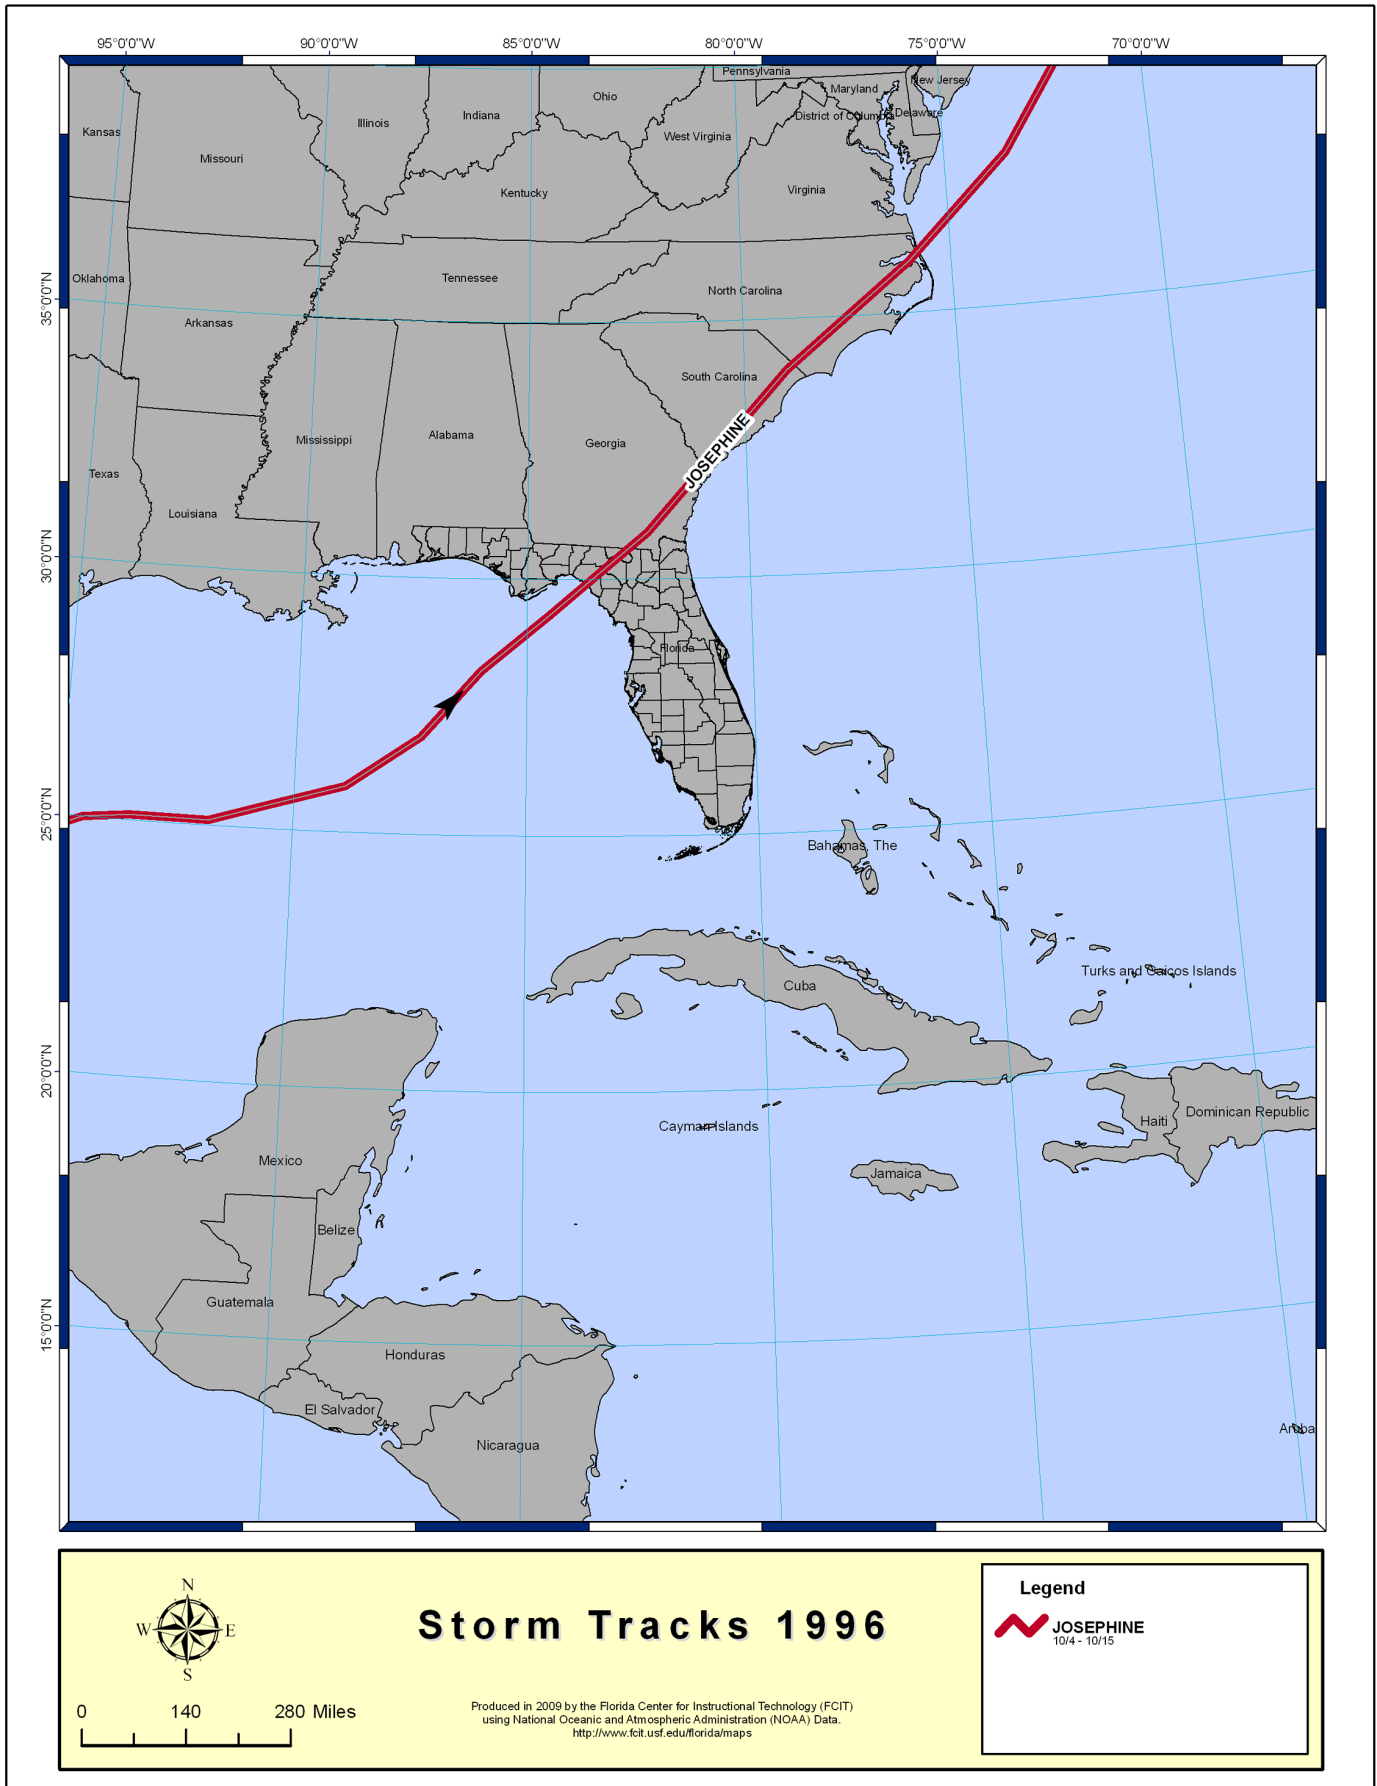 95°0'0"W 90°0'0"W 85°0'0"W 80°0'0"W 75°0'0"W 70°0'0"W
Pennsylvania
New Jersey
Maryland
Ohio
Delaware
District of Columbia
Indiana
Illinois
Kansas
West Virginia
Missouri
Virginia
Kentucky
35°0'0"N
Oklahoma
Tennessee
North Carolina
Arkansas
South Carolina
Alabama
Mississippi
Georgia
JOSEPHINE
Texas
Louisiana
30°0'0"N
Florida
25°0'0"N
Bahamas, The
Turks and Caicos Islands
Cuba
20°0'0"N
Dominican Republic
Haiti
Cayman Islands
Mexico
Jamaica
Belize
Guatemala
15°0'0"N
Honduras
El Salvador
Aruba
Nicaragua
N
W E
S
0 140 280 Miles
Storm Tracks 1996
Produced in 2009 by the Florida Center for Instructional Technology (FCIT)
using National Oceanic and Atmospheric Administration (NOAA) Data.
http://www.fcit.usf.edu/florida/maps
Legend
JOSEPHINE
10/4 - 10/15